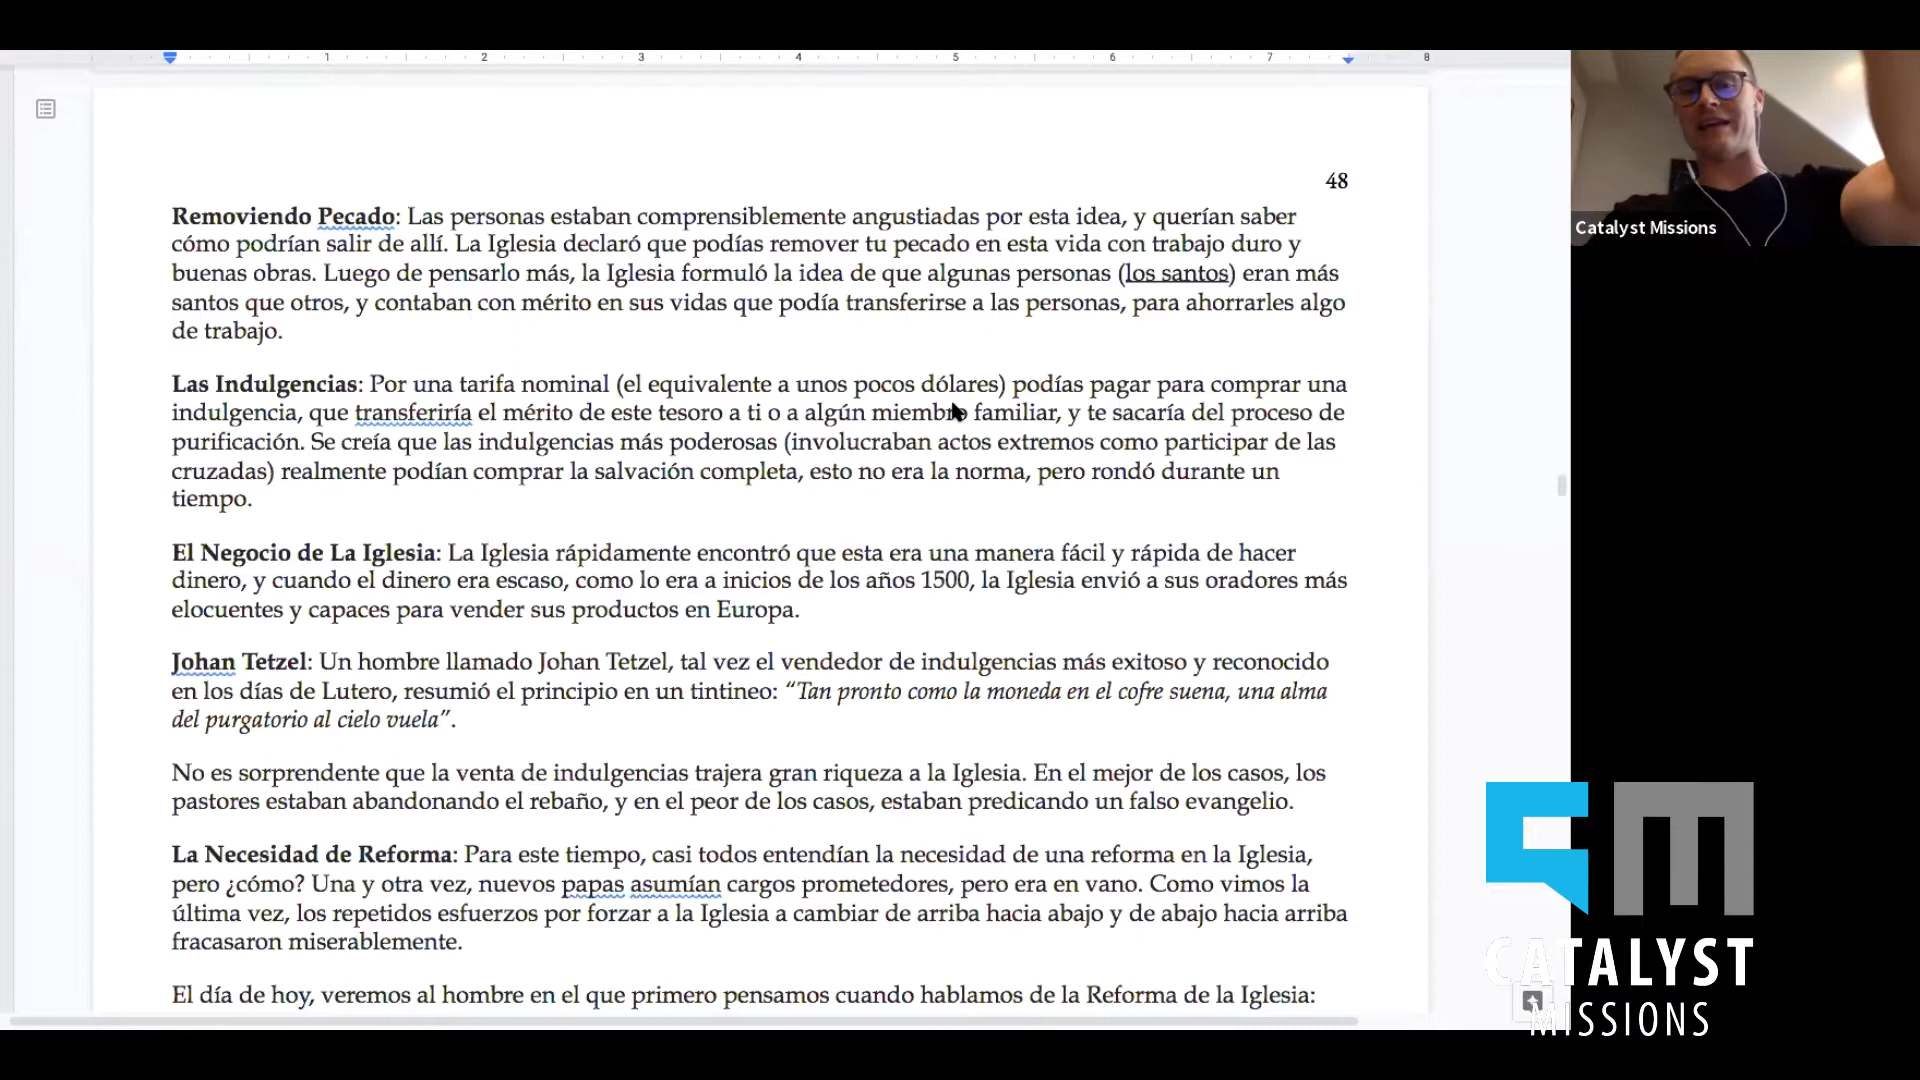 1 2 3 4 5 6 7 8
48
Removiendo Pecado: Las personas estaban comprensiblemente angustiadas por esta idea, y querían saber
cómo podrían salir de allí. La Iglesia declaró que podías remover tu pecado en esta vida con trabajo duro y
buenas obras. Luego de pensarlo más, la Iglesia formuló la idea de que algunas personas (los santos) eran más
santos que otros, y contaban con mérito en sus vidas que podía transferirse a las personas, para ahorrarles algo
de trabajo.
Las Indulgencias: Por una tarifa nominal (el equivalente a unos pocos dólares) podías pagar para comprar una
indulgencia, que transferiría el mérito de este tesoro a ti o a algún miembro familiar, y te sacaría del proceso de
purificación. Se creía que las indulgencias más poderosas (involucraban actos extremos como participar de las
cruzadas) realmente podían comprar la salvación completa, esto no era la norma, pero rondó durante un
tiempo.
El Negocio de La Iglesia: La Iglesia rápidamente encontró que esta era una manera fácil y rápida de hacer
dinero, y cuando el dinero era escaso, como lo era a inicios de los años 1500, la Iglesia envió a sus oradores más
elocuentes y capaces para vender sus productos en Europa.
Johan Tetzel: Un hombre llamado Johan Tetzel, tal vez el vendedor de indulgencias más exitoso y reconocido
en los días de Lutero, resumió el principio en un tintineo: “Tan pronto como la moneda en el cofre suena, una alma
del purgatorio al cielo vuela”.
No es sorprendente que la venta de indulgencias trajera gran riqueza a la Iglesia. En el mejor de los casos, los
pastores estaban abandonando el rebaño, y en el peor de los casos, estaban predicando un falso evangelio.
La Necesidad de Reforma: Para este tiempo, casi todos entendían la necesidad de una reforma en la Iglesia,
pero ¿cómo? Una y otra vez, nuevos papas asumían cargos prometedores, pero era en vano. Como vimos la
última vez, los repetidos esfuerzos por forzar a la Iglesia a cambiar de arriba hacia abajo y de abajo hacia arriba
fracasaron miserablemente.
El día de hoy, veremos al hombre en el que primero pensamos cuando hablamos de la Reforma de la Iglesia:
Catalyst Missions
CATALYST
MISSIONS